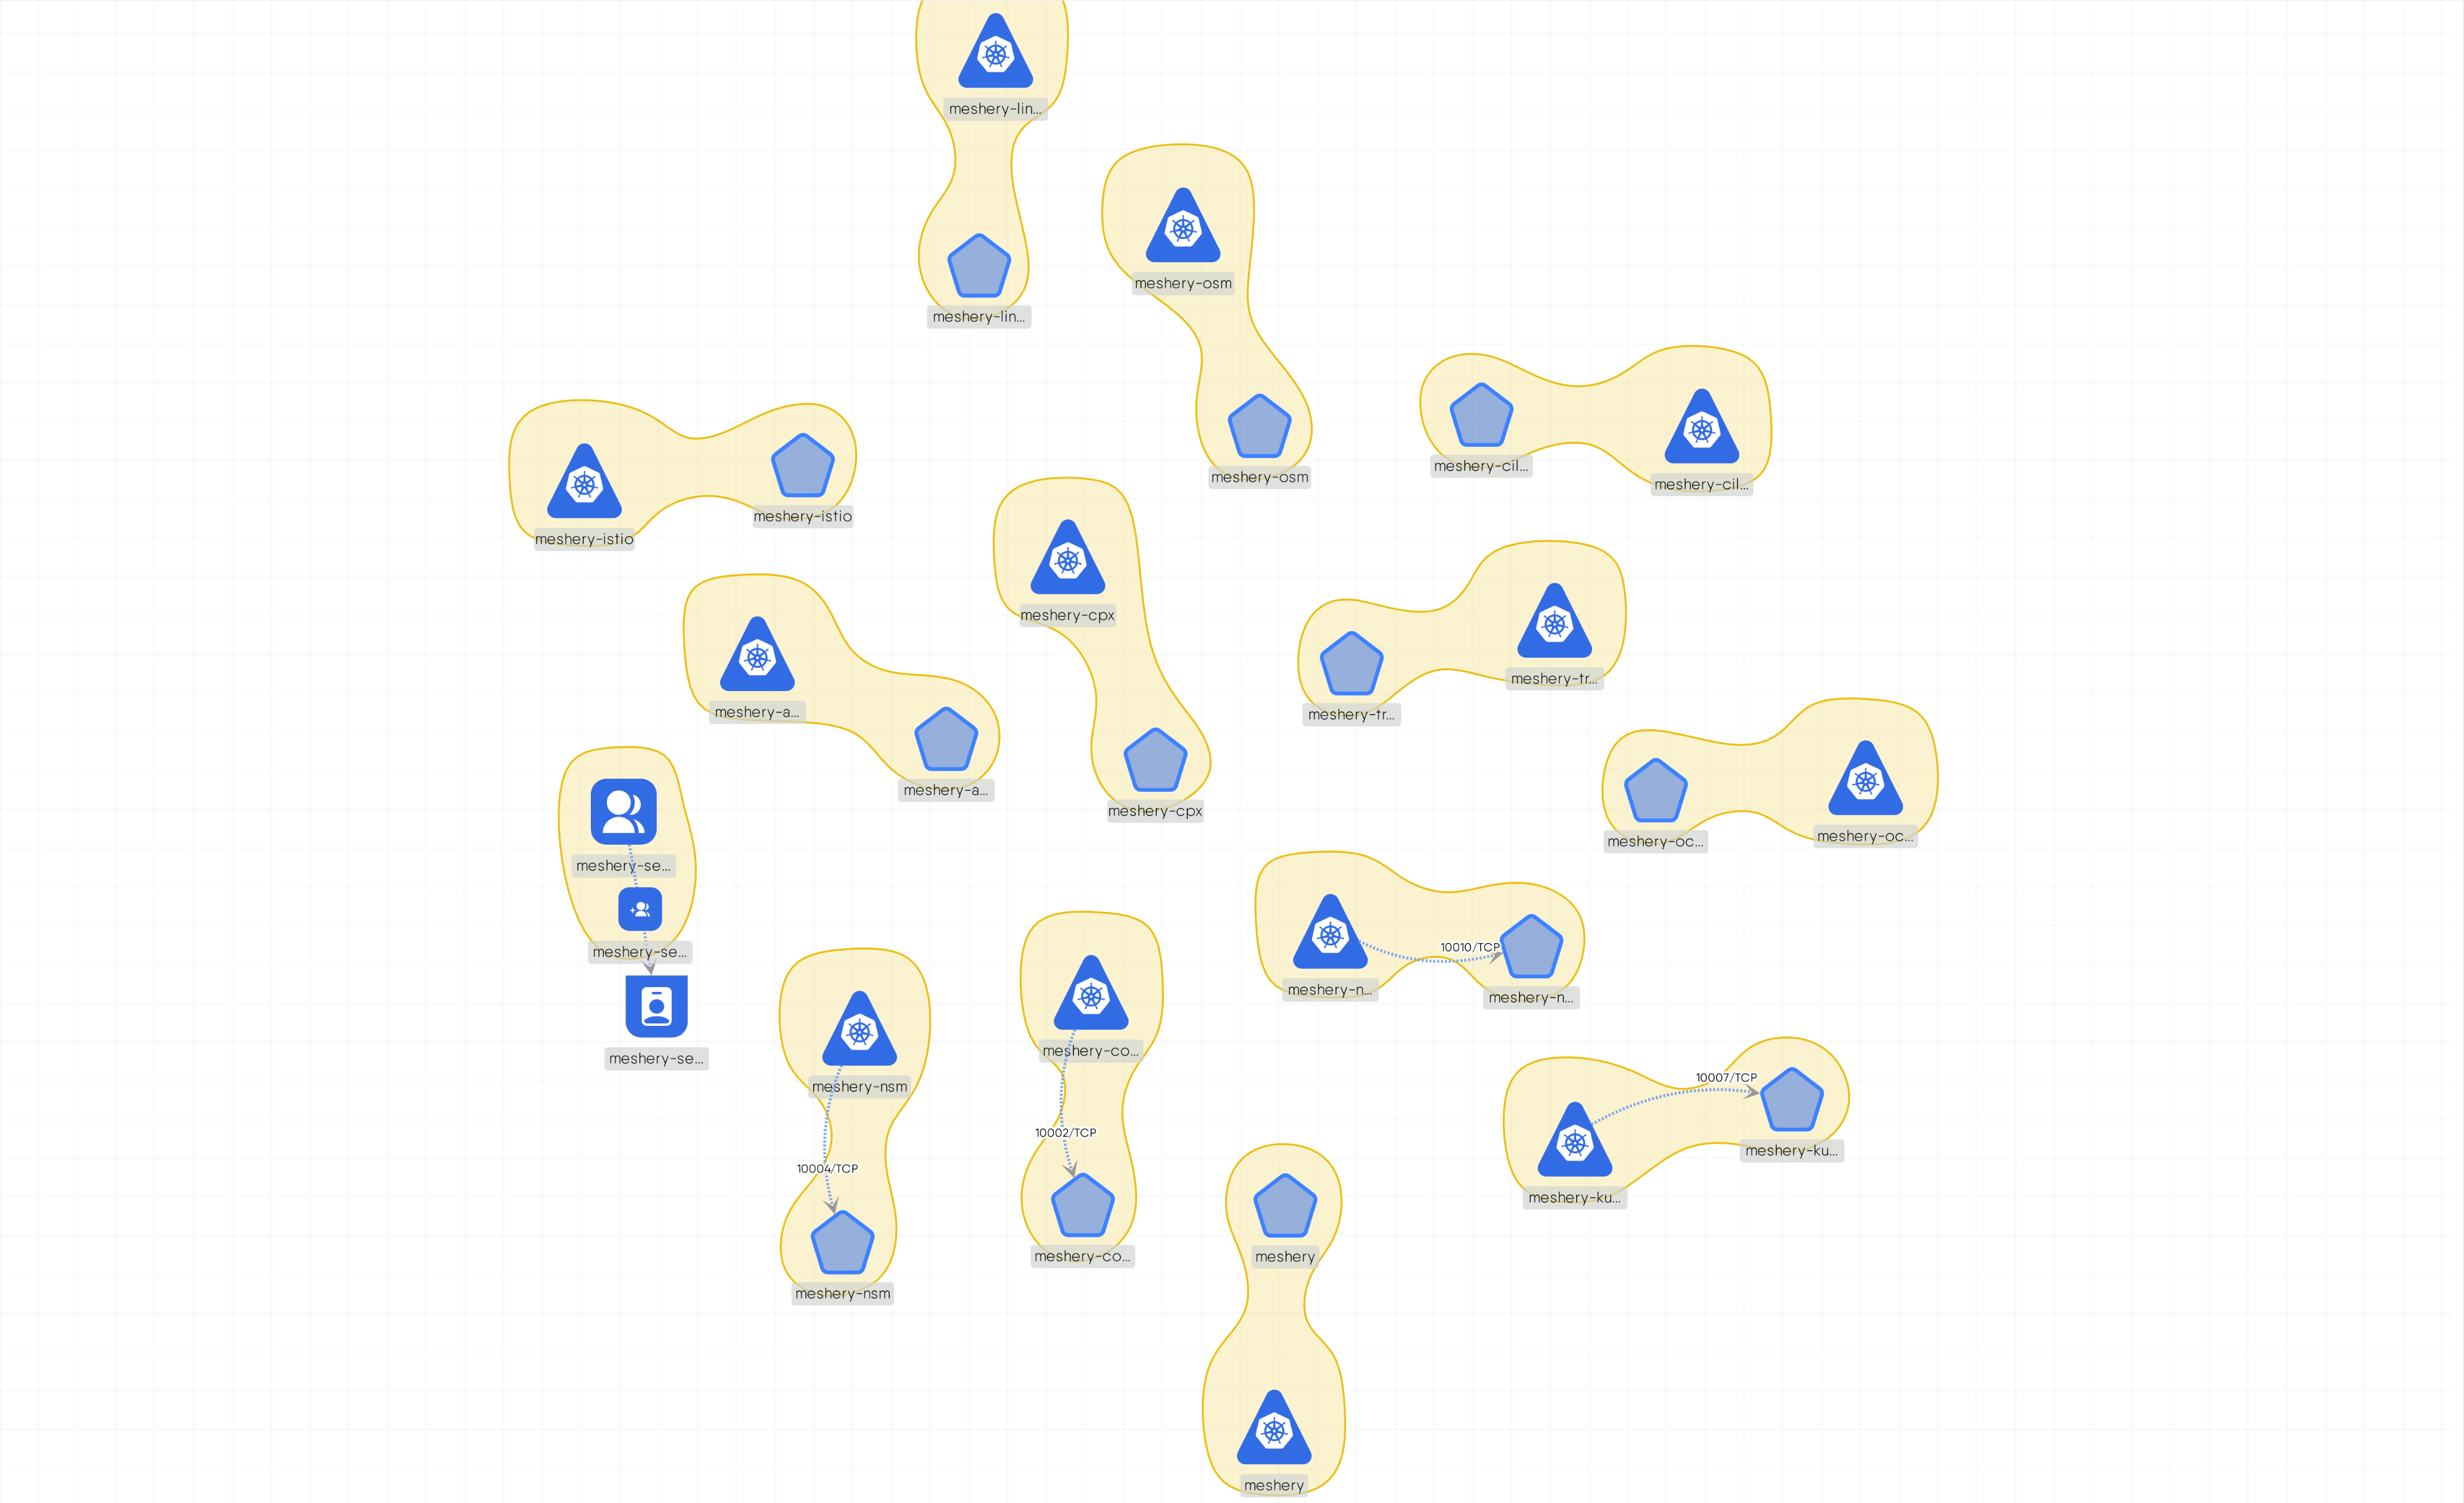 meshery-lin...
meshery-osm
meshery-lin...
meshery-cil...
meshery-osm
meshery-cil...
meshery-istio
meshery-istio
meshery-cpx
meshery-tr...
meshery-a...
meshery-tr...
meshery-a...
meshery-cpx
meshery-oc...
meshery-oc...
meshery-se...
10010/TCP
meshery-se...
meshery-n...
meshery-n...
meshery-co...
meshery-se...
10007/TCP
meshery-nsm
10002/TCP
meshery-ku...
10004/TCP
meshery-ku...
meshery-co...
meshery
meshery-nsm
meshery